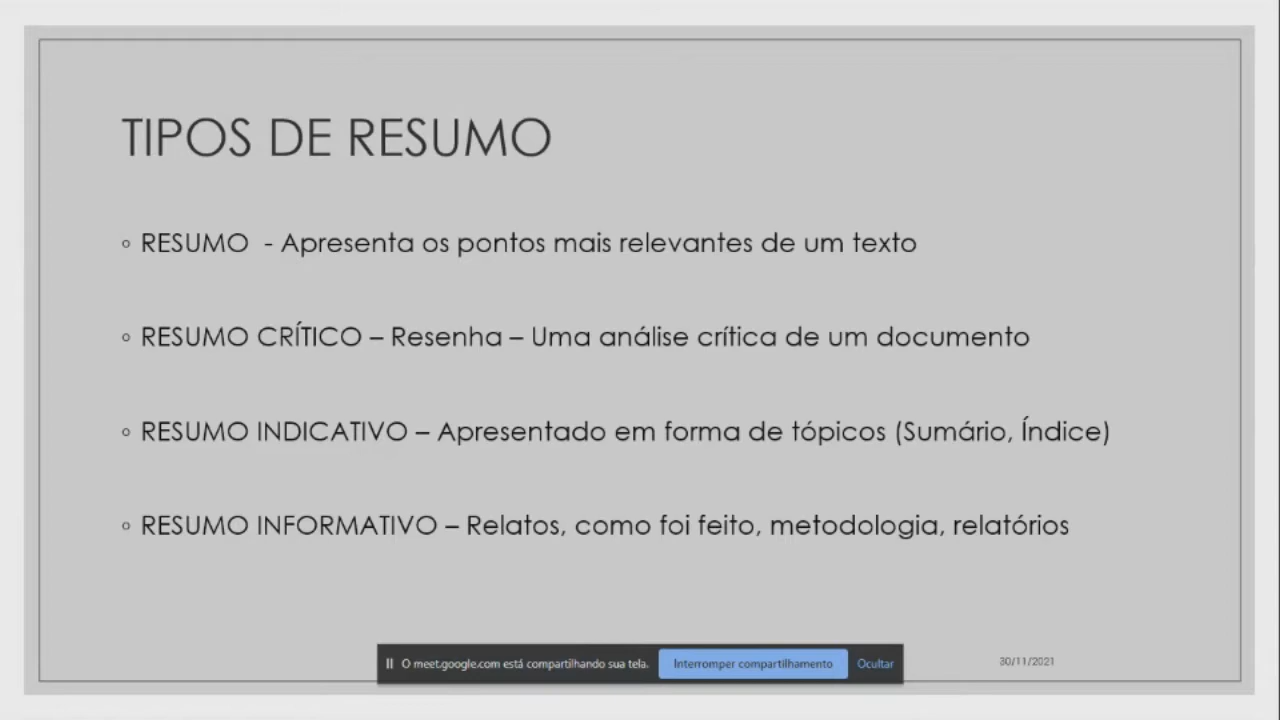 TIPOS DE RESUMO
◦ RESUMO - Apresenta os pontos mais relevantes de um texto
◦ RESUMO CRÍTICO – Resenha – Uma análise crítica de um documento
◦ RESUMO INDICATIVO – Apresentado em forma de tópicos (Sumário, Índice)
◦ RESUMO INFORMATIVO – Relatos, como foi feito, metodologia, relatórios
O meet.google.com está compartilhando sua tela. Interromper compartilhamento Ocultar
30/11/2021